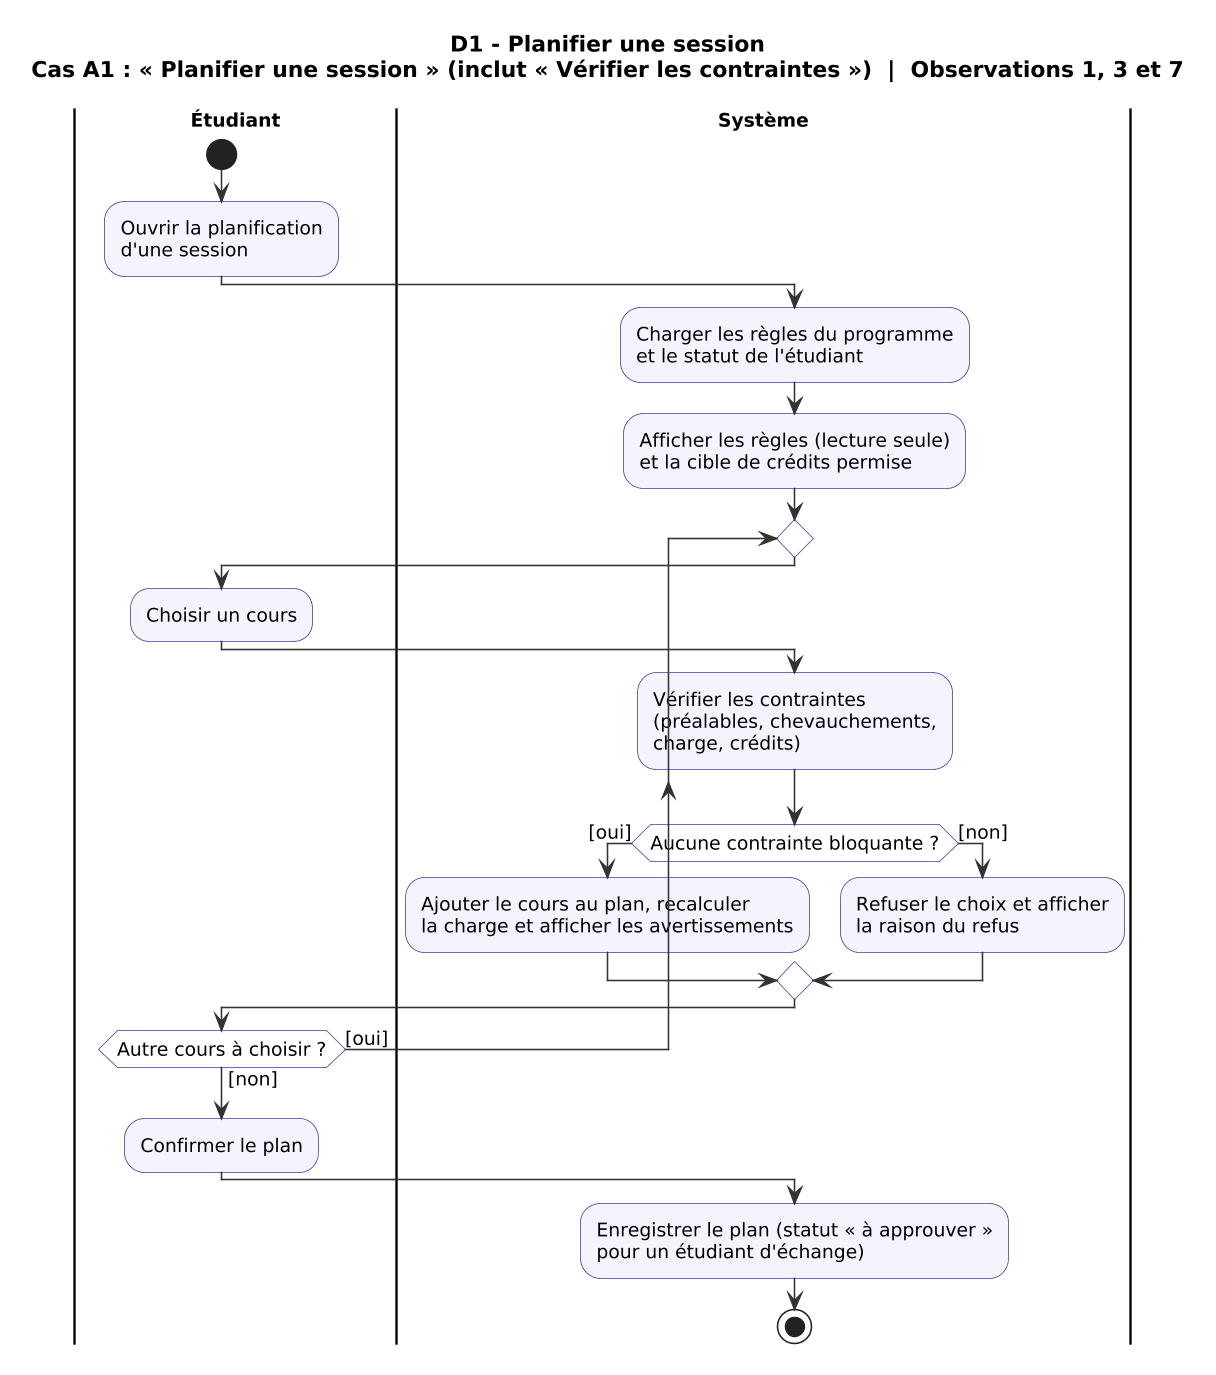 D1 - Planifier une session
Cas A1 : « Planifier une session » (inclut « Vérifier les contraintes ») | Observations 1, 3 et 7
Étudiant
Système
Ouvrir la planification
d'une session
Charger les règles du programme
et le statut de l'étudiant
Afficher les règles (lecture seule)
et la cible de crédits permise
Choisir un cours
Vérifier les contraintes
(préalables, chevauchements,
charge, crédits)
[oui]
Aucune contrainte bloquante ?
[non]
Ajouter le cours au plan, recalculer
la charge et afficher les avertissements
Refuser le choix et afficher
la raison du refus
Autre cours à choisir ?
[oui]
[non]
Confirmer le plan
Enregistrer le plan (statut « à approuver »
pour un étudiant d'échange)